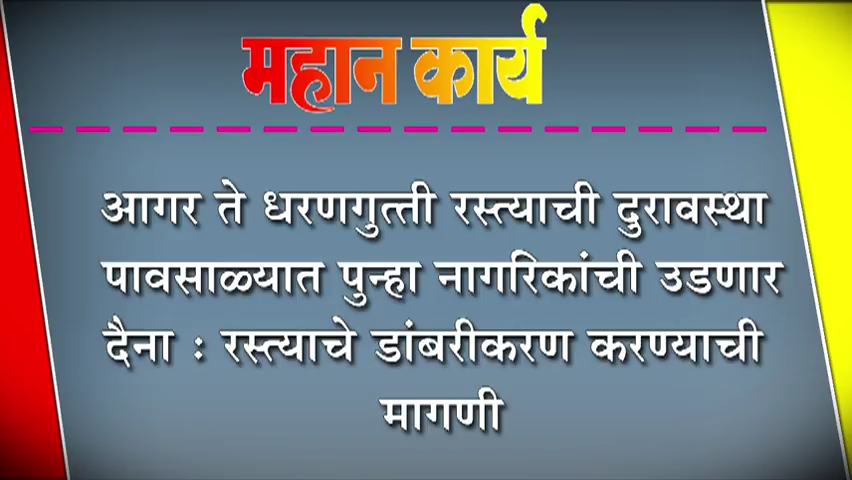 महान कार्य
आगर ते धरणगुत्ती रस्त्याची दुरावस्था
पावसाळ्यात पुन्हा नागरिकांची उडणार
दैना : रस्त्याचे डांबरीकरण करण्याची
मागणी